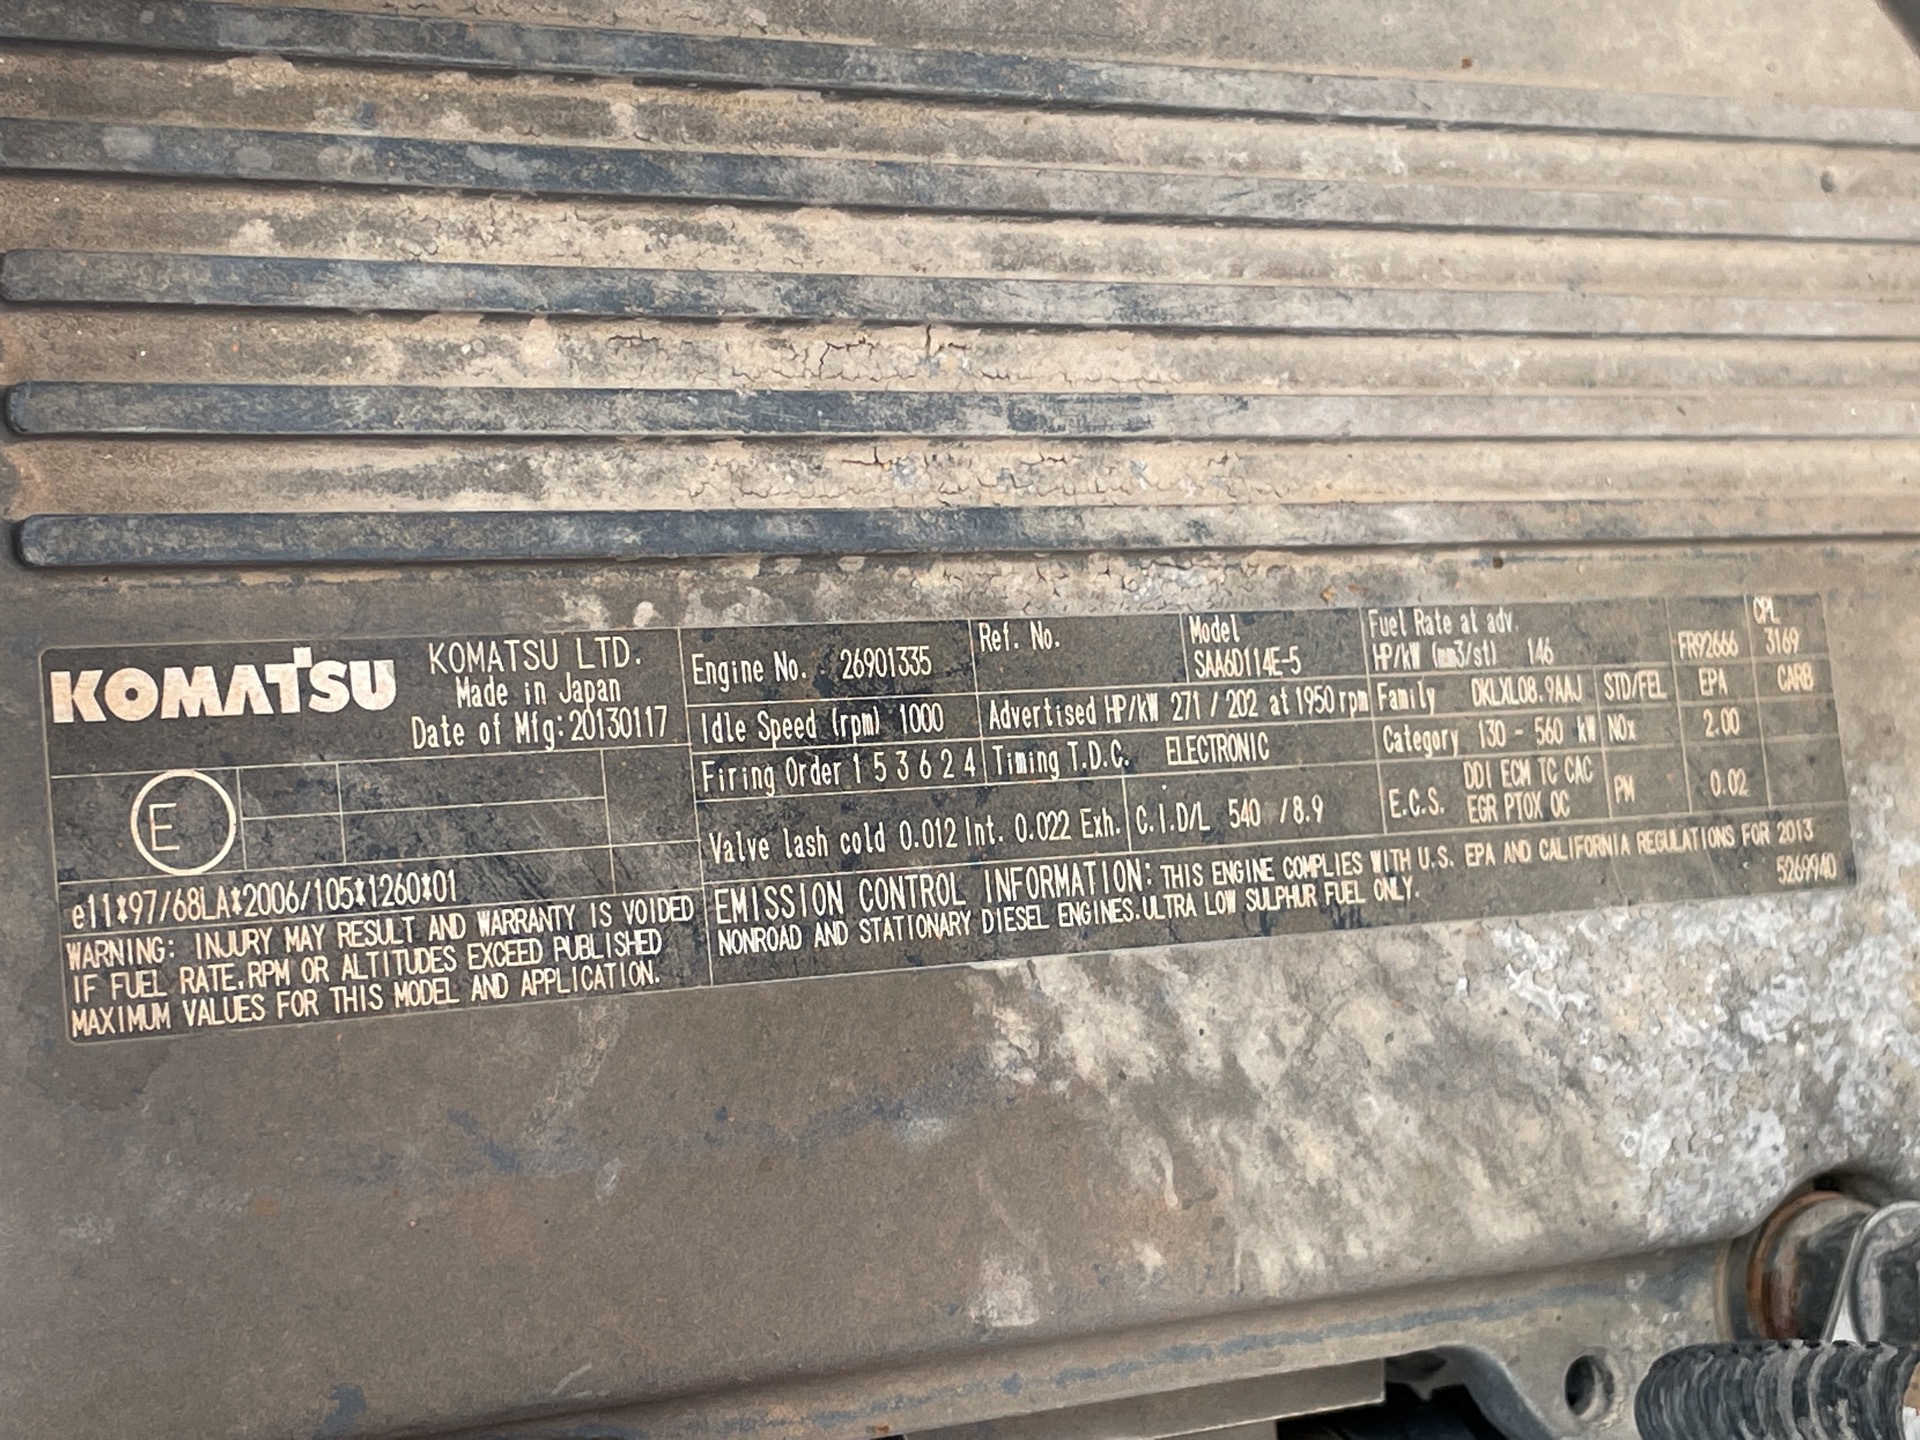 KOMATSU
KOMATSU LTD.
Made in Japan
Date of Mfg:20130117
E
e11*97/68LA*2006/105*1260*01
WARNING: INJURY MAY RESULT AND WARRANTY IS VOIDED
IF FUEL RATE,RPM OR ALTITUDES EXCEED PUBLISHED
MAXIMUM VALUES FOR THIS MODEL AND APPLICATION.
Engine No. 26901335
Ref. No.
Model
SAA6D114E-5
Fuel Rate at adv.
HP/kW (mm3/st) 146
FR92666
CPL
3169
Idle Speed (rpm) 1000
Advertised HP/kW 271 / 202 at 1950 rpm
Family DKLXL08.9AAJ
STD/FEL
EPA
CARB
Firing Order 1 5 3 6 2 4
Timing T.D.C. ELECTRONIC
Category 130 - 560 kW
NOx
2.00
Valve lash cold 0.012 Int. 0.022 Exh.
C.I.D/L 540 /8.9
E.C.S.
DDI ECM TC CAC
EGR PTOX OC
PM
0.02
EMISSION CONTROL INFORMATION: THIS ENGINE COMPLIES WITH U.S. EPA AND CALIFORNIA REGULATIONS FOR 2013
NONROAD AND STATIONARY DIESEL ENGINES.ULTRA LOW SULPHUR FUEL ONLY.
5269940